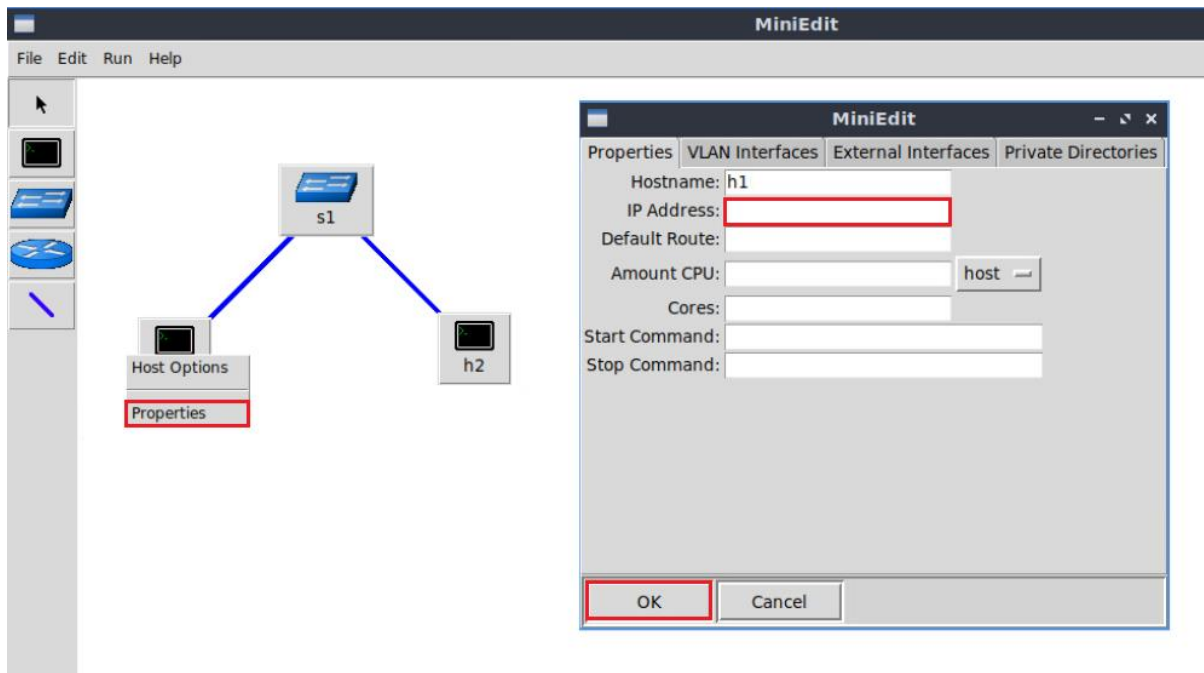 MiniEdit
File Edit Run Help
s1
h2
Host Options
Properties
MiniEdit
Properties VLAN Interfaces External Interfaces Private Directories
Hostname: h1
IP Address:
Default Route:
Amount CPU: host
Cores:
Start Command:
Stop Command:
OK Cancel